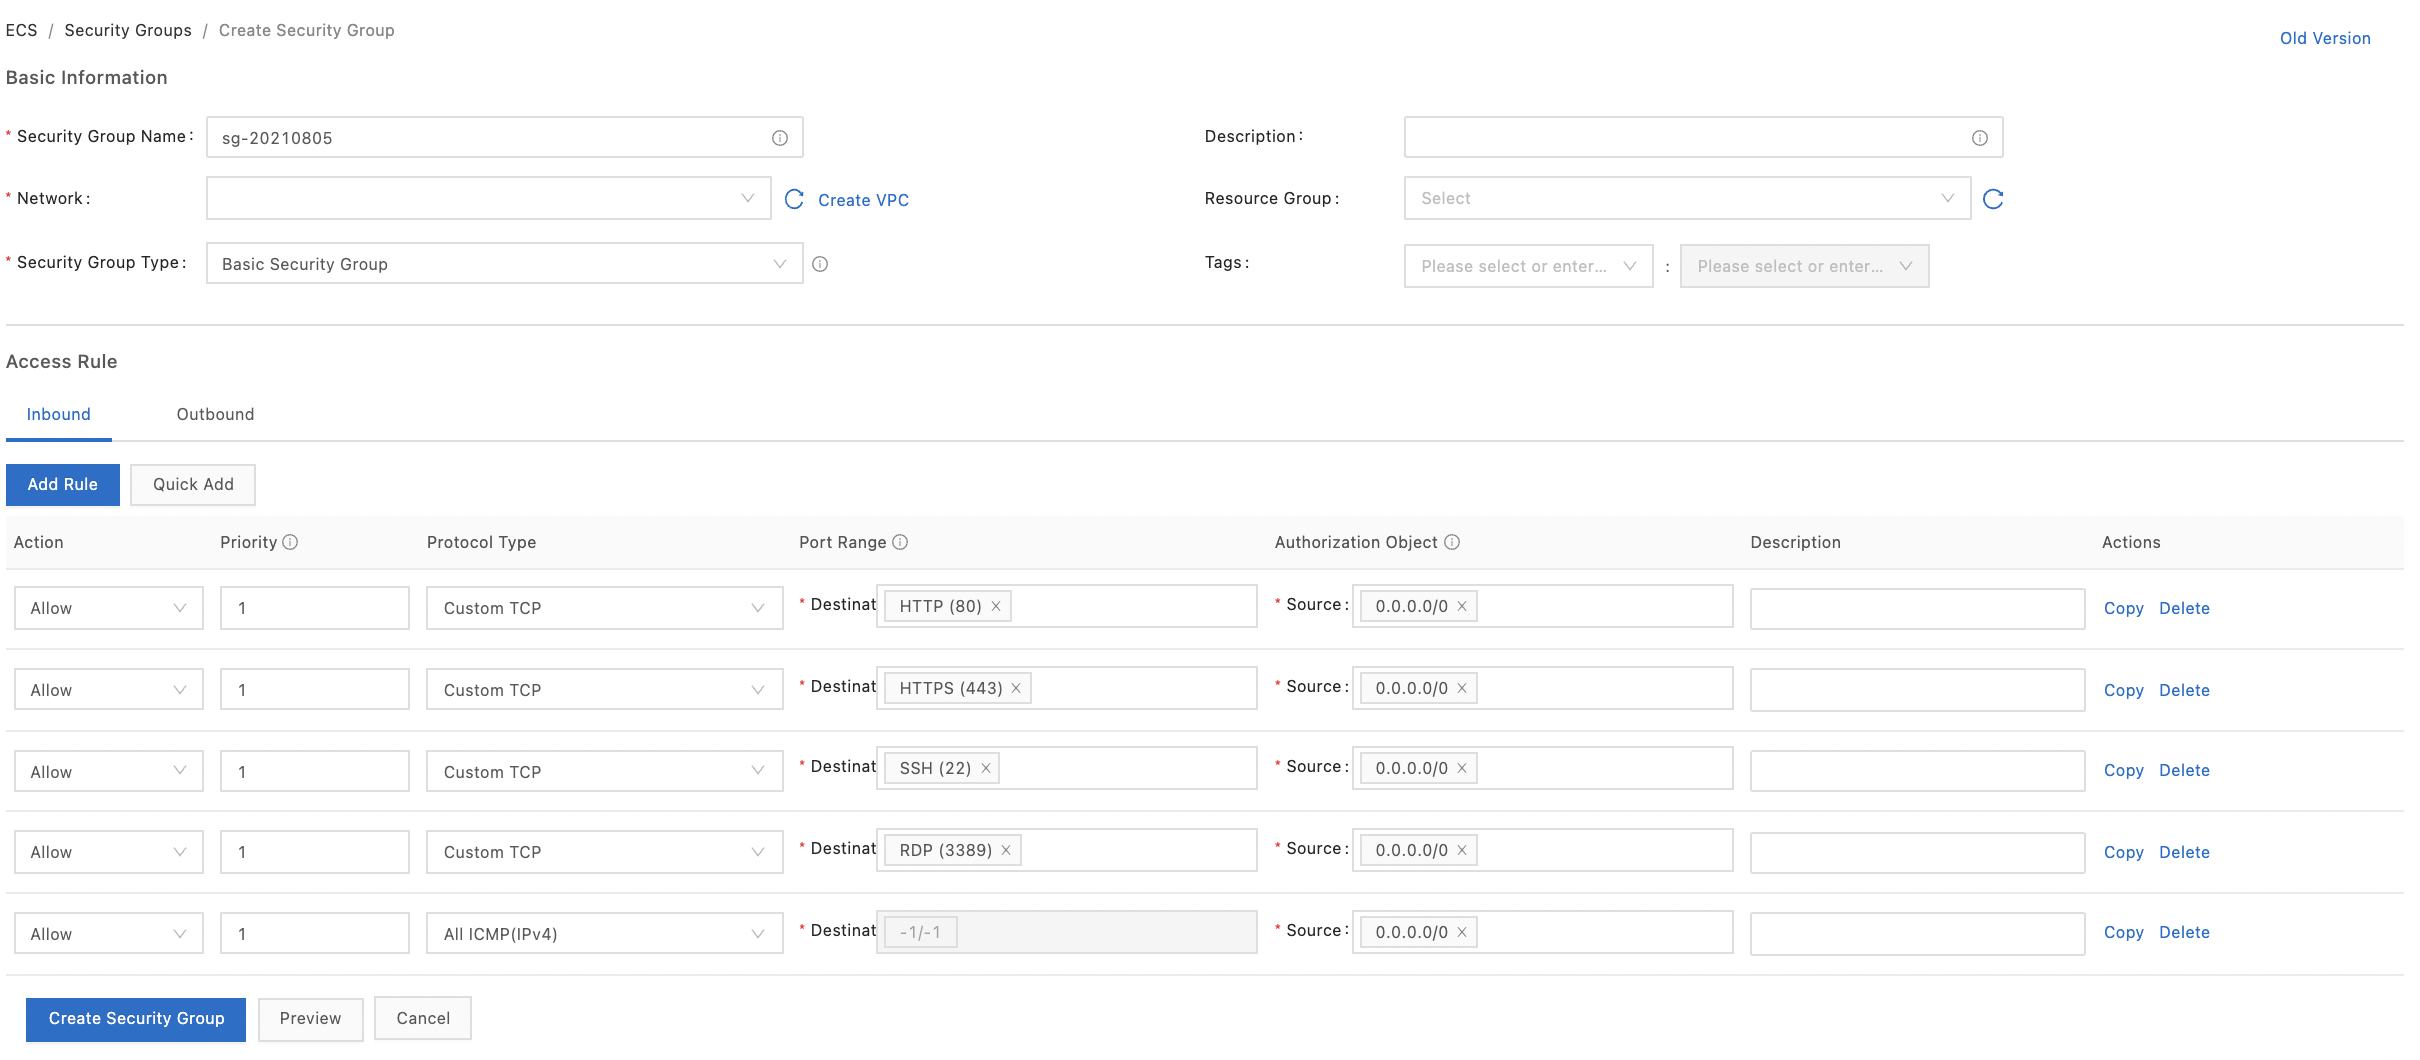 ECS / Security Groups / Create Security Group
Old Version
Basic Information
* Security Group Name: sg-20210805
Description:
* Network: Create VPC
Resource Group: Select
* Security Group Type: Basic Security Group
Tags: Please select or enter... : Please select or enter...
Access Rule
Inbound Outbound
Add Rule Quick Add
Action Priority Protocol Type Port Range Authorization Object Description Actions
Allow 1 Custom TCP * Destinat HTTP (80) * Source: 0.0.0.0/0 Copy Delete
Allow 1 Custom TCP * Destinat HTTPS (443) * Source: 0.0.0.0/0 Copy Delete
Allow 1 Custom TCP * Destinat SSH (22) * Source: 0.0.0.0/0 Copy Delete
Allow 1 Custom TCP * Destinat RDP (3389) * Source: 0.0.0.0/0 Copy Delete
Allow 1 All ICMP(IPv4) * Destinat -1/-1 * Source: 0.0.0.0/0 Copy Delete
Create Security Group Preview Cancel